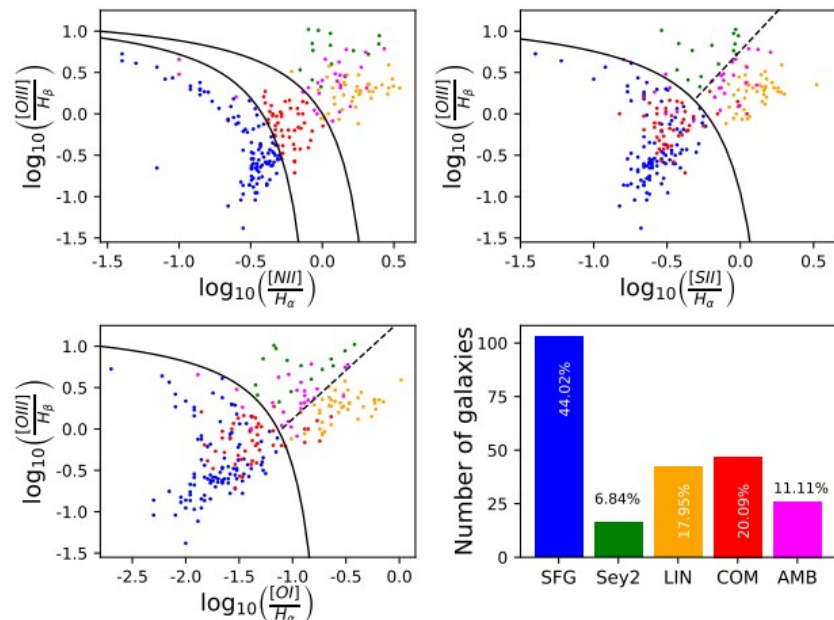 log₁₀([OIII]/Hβ)
1.0
0.5
0.0
-0.5
-1.0
-1.5
-1.5 -1.0 -0.5 0.0 0.5
log₁₀([NII]/Hα)
log₁₀([OIII]/Hβ)
1.0
0.5
0.0
-0.5
-1.0
-1.5
-1.5 -1.0 -0.5 0.0 0.5
log₁₀([SII]/Hα)
log₁₀([OIII]/Hβ)
1.0
0.5
0.0
-0.5
-1.0
-1.5
-2.5 -2.0 -1.5 -1.0 -0.5 0.0
log₁₀([OI]/Hα)
Number of galaxies
100
75
50
25
0
44.02%
6.84%
17.95%
20.09%
11.11%
SFG Sey2 LIN COM AMB